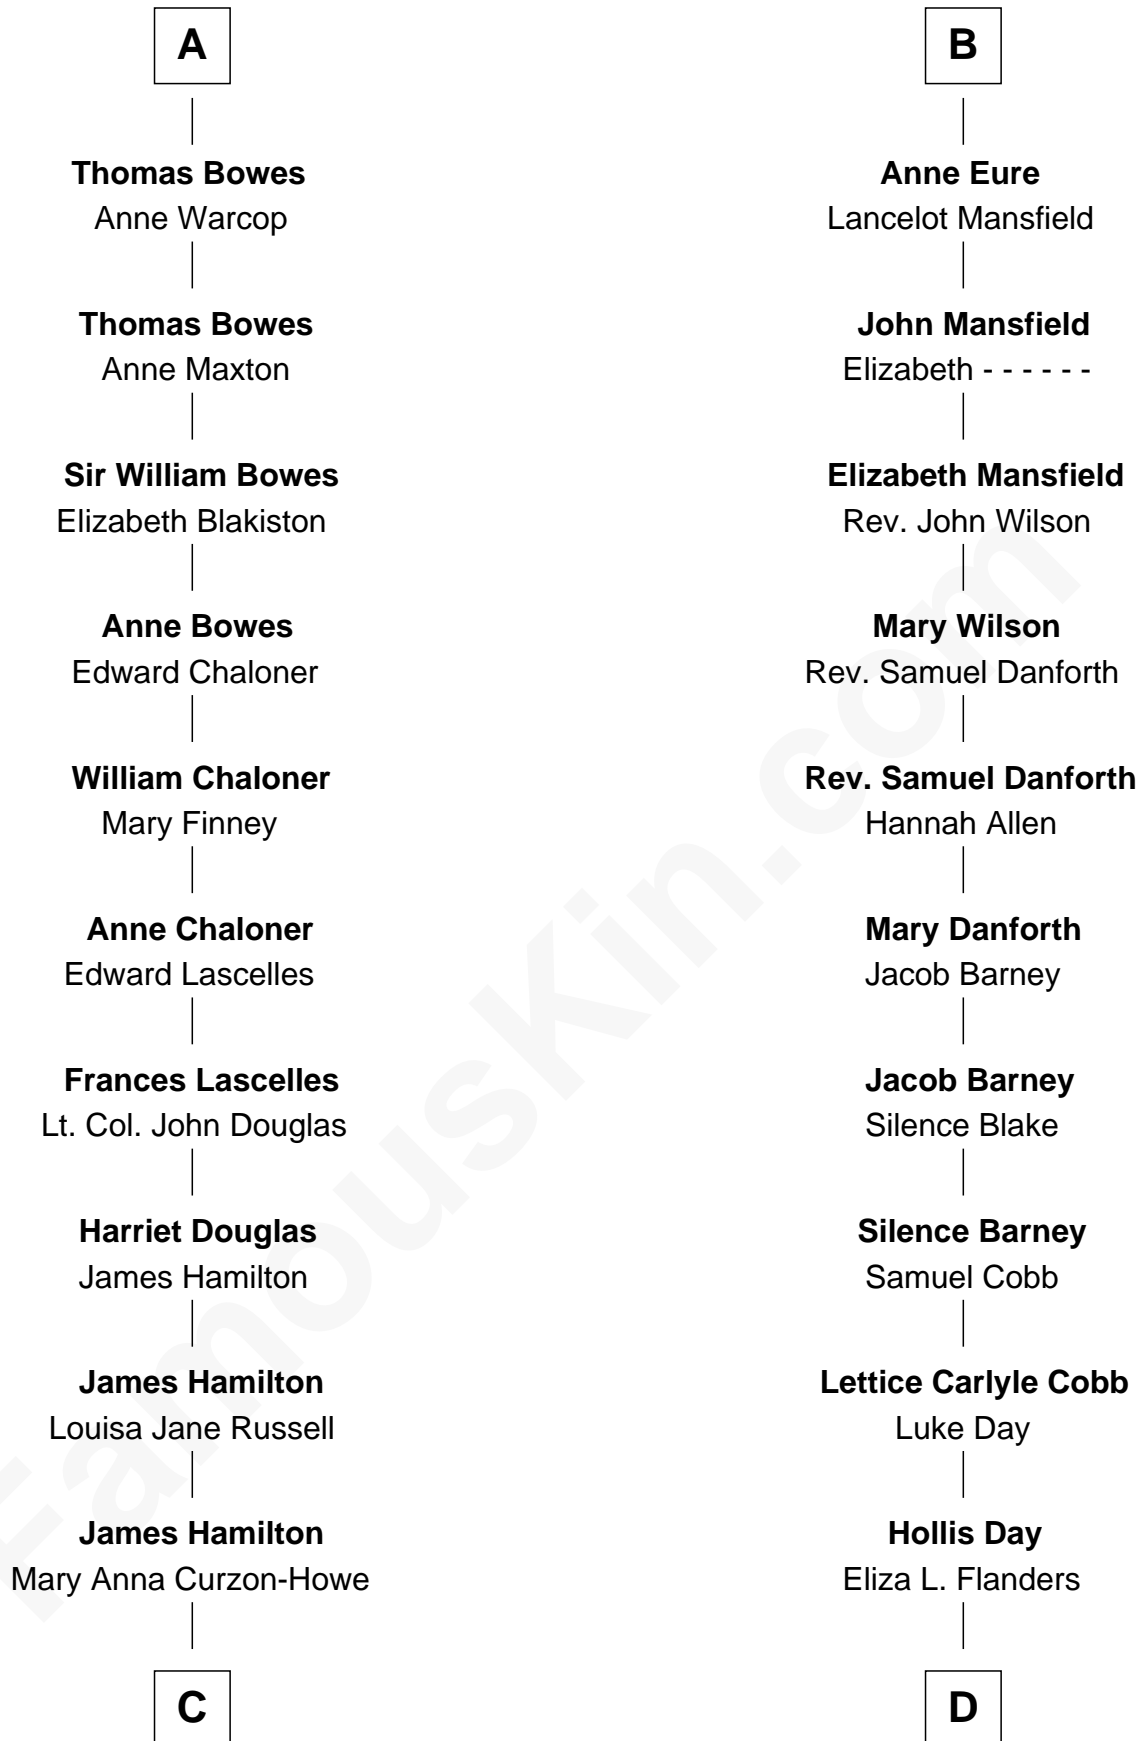 A
Thomas Bowes
Anne Warcop
Thomas Bowes
Anne Maxton
Sir William Bowes
Elizabeth Blakiston
Anne Bowes
Edward Chaloner
William Chaloner
Mary Finney
Anne Chaloner
Edward Lascelles
Frances Lascelles
Lt. Col. John Douglas
Harriet Douglas
James Hamilton
James Hamilton
Louisa Jane Russell
James Hamilton
Mary Anna Curzon-Howe
C
B
Anne Eure
Lancelot Mansfield
John Mansfield
Elizabeth - - - - - -
Elizabeth Mansfield
Rev. John Wilson
Mary Wilson
Rev. Samuel Danforth
Rev. Samuel Danforth
Hannah Allen
Mary Danforth
Jacob Barney
Jacob Barney
Silence Blake
Silence Barney
Samuel Cobb
Lettice Carlyle Cobb
Luke Day
Hollis Day
Eliza L. Flanders
D
FamousKin.com